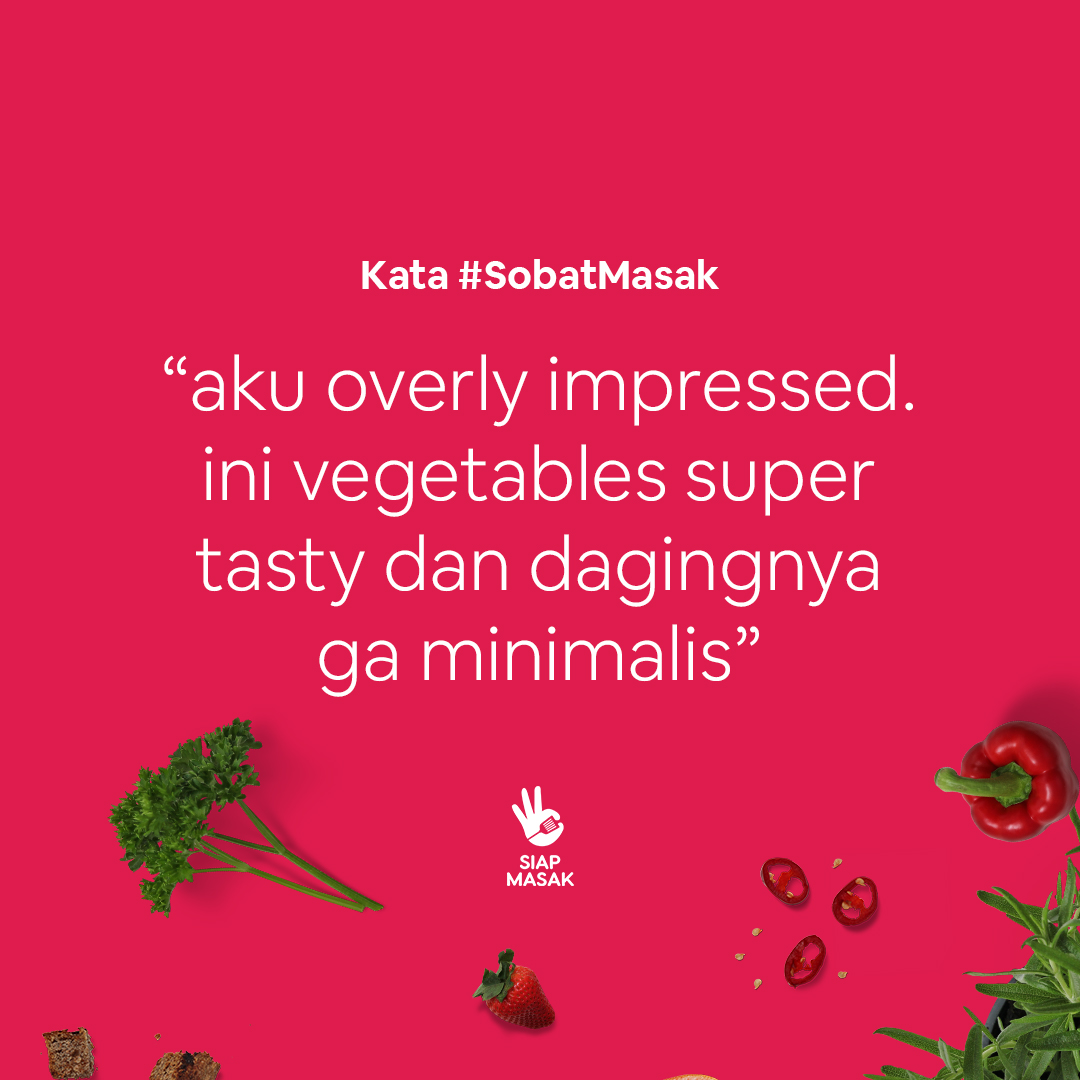 Kata #SobatMasak
“aku overly impressed.
ini vegetables super
tasty dan dagingnya
ga minimalis”
SIAP
MASAK